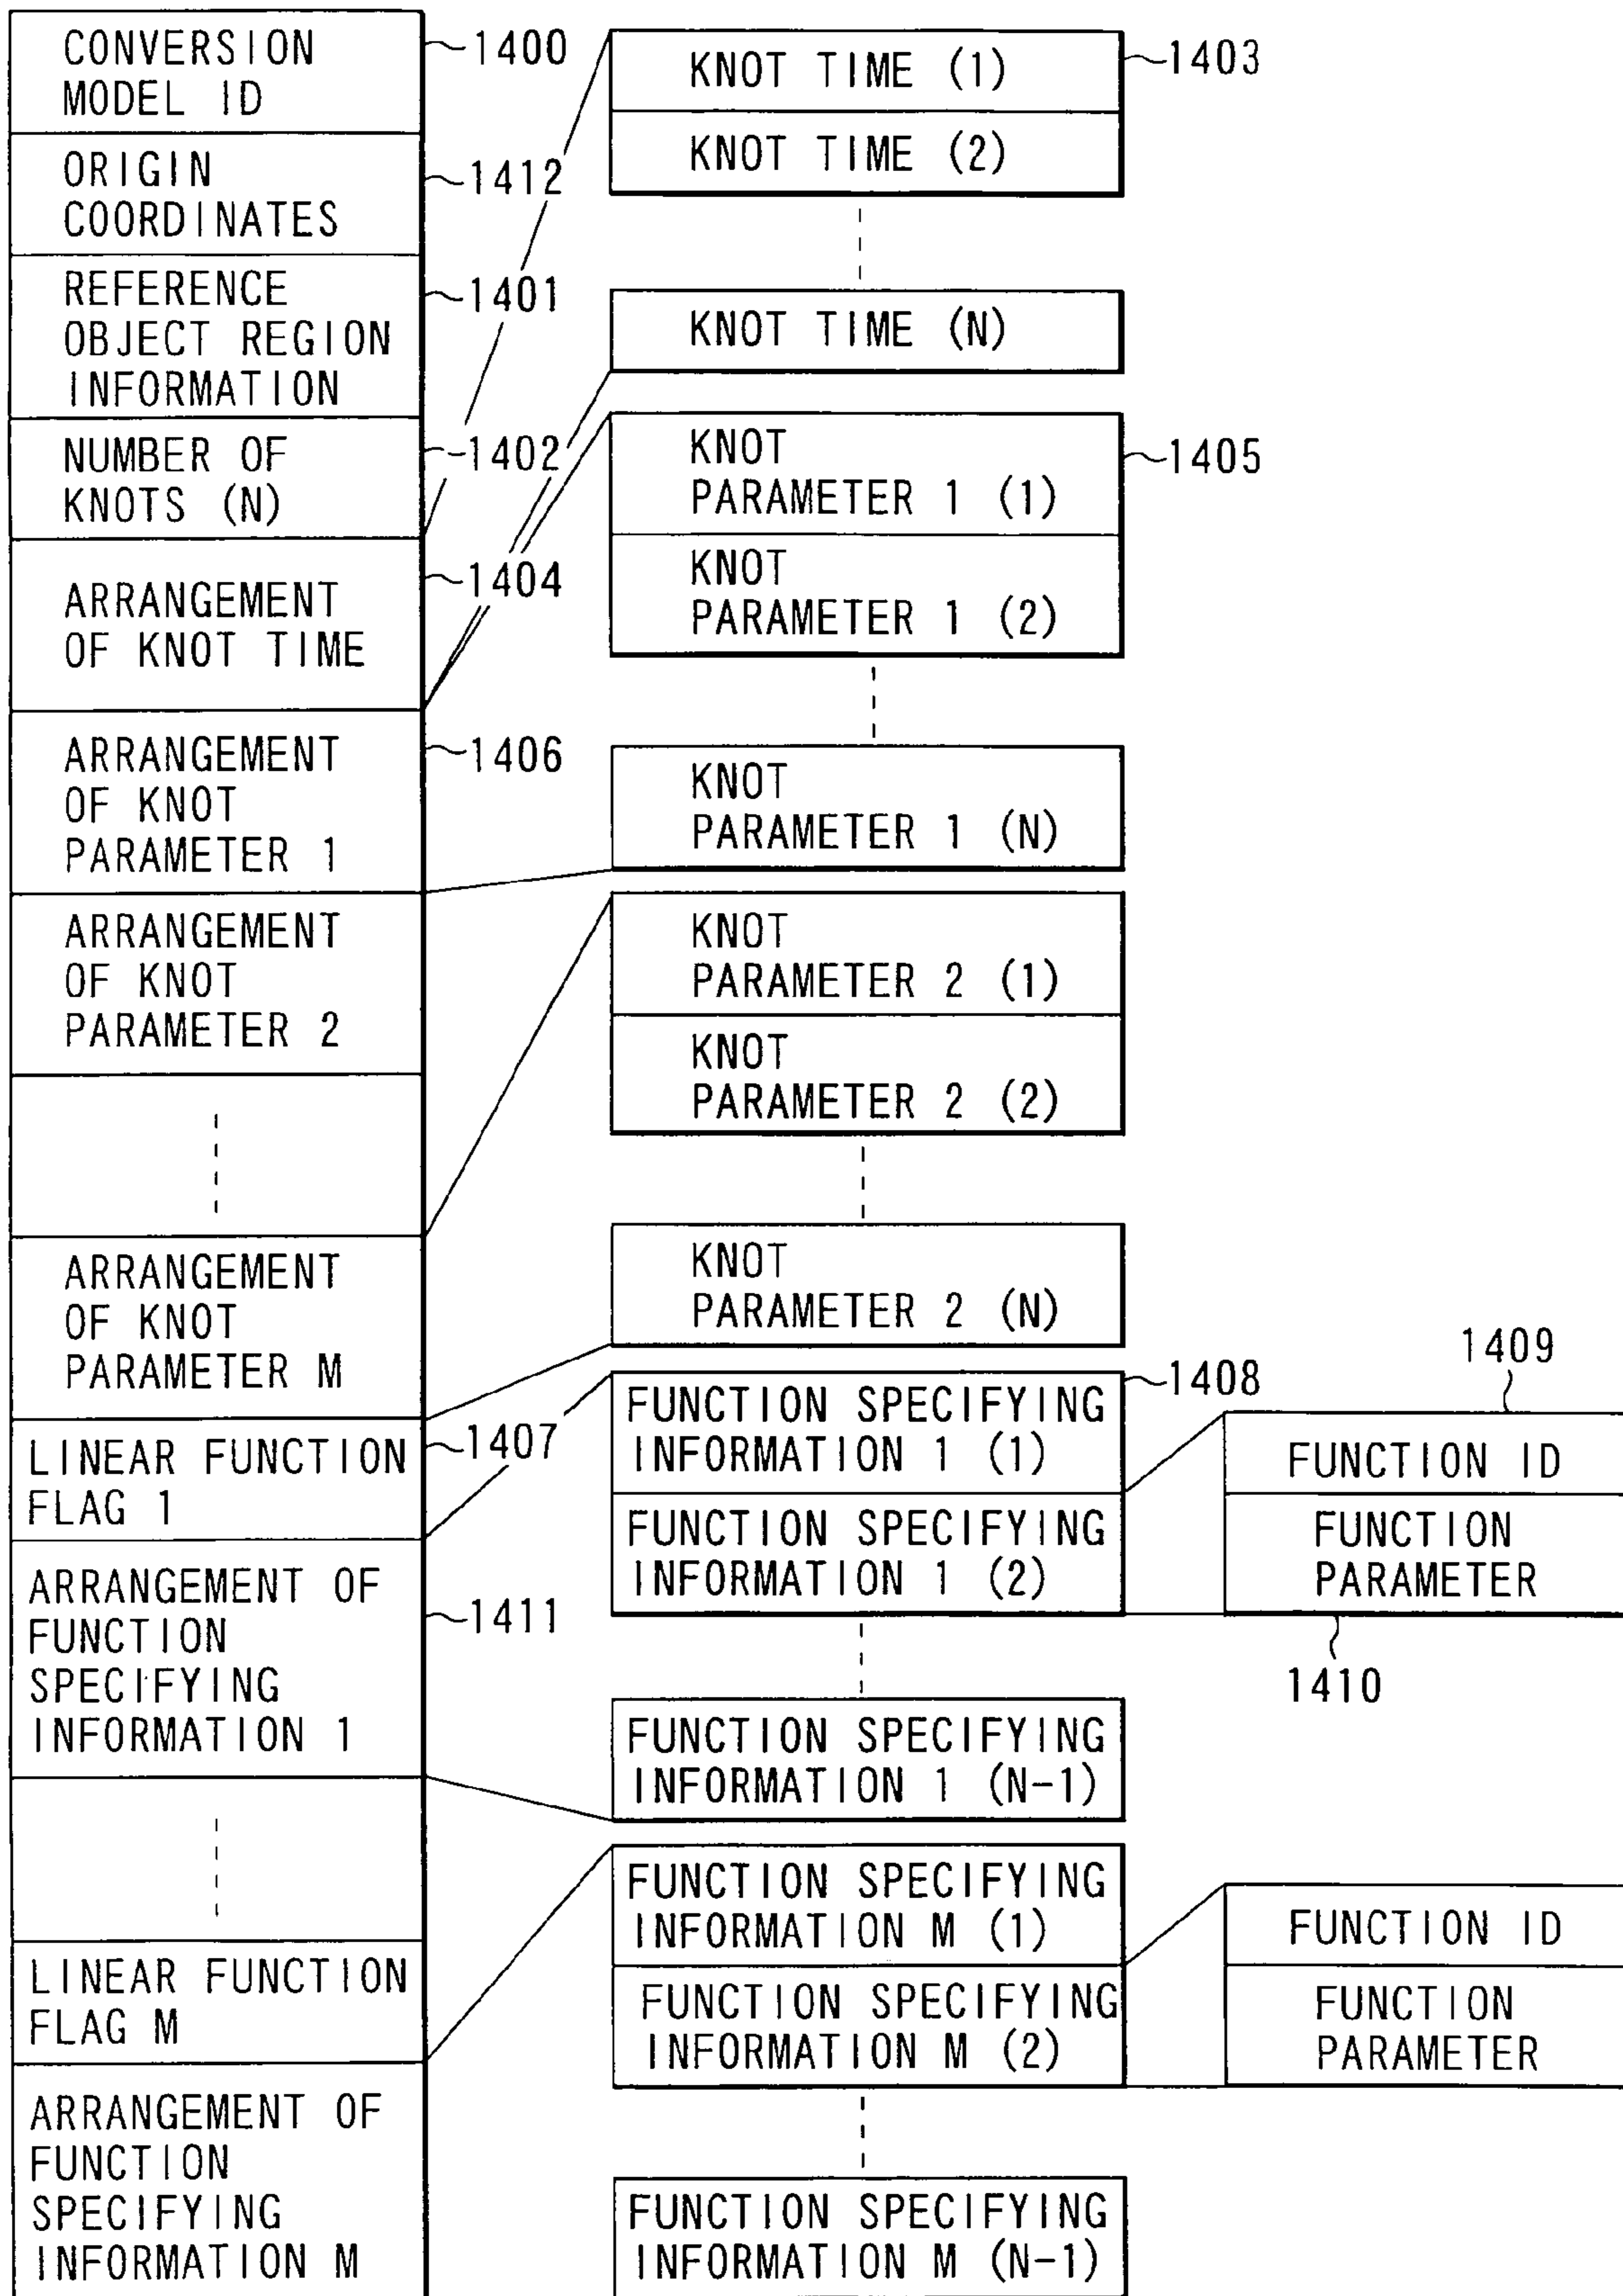 CONVERSION
MODEL ID
1400
ORIGIN
COORDINATES
1412
REFERENCE
OBJECT REGION
INFORMATION
1401
NUMBER OF
KNOTS (N)
1402
ARRANGEMENT
OF KNOT TIME
1404
ARRANGEMENT
OF KNOT
PARAMETER 1
1406
ARRANGEMENT
OF KNOT
PARAMETER 2
ARRANGEMENT
OF KNOT
PARAMETER M
LINEAR FUNCTION
FLAG 1
1407
ARRANGEMENT OF
FUNCTION
SPECIFYING
INFORMATION 1
1411
LINEAR FUNCTION
FLAG M
ARRANGEMENT OF
FUNCTION
SPECIFYING
INFORMATION M
KNOT TIME (1)
1403
KNOT TIME (2)
KNOT TIME (N)
KNOT
PARAMETER 1 (1)
1405
KNOT
PARAMETER 1 (2)
KNOT
PARAMETER 1 (N)
KNOT
PARAMETER 2 (1)
KNOT
PARAMETER 2 (2)
KNOT
PARAMETER 2 (N)
FUNCTION SPECIFYING
INFORMATION 1 (1)
1408
FUNCTION SPECIFYING
INFORMATION 1 (2)
FUNCTION SPECIFYING
INFORMATION 1 (N-1)
FUNCTION SPECIFYING
INFORMATION M (1)
FUNCTION SPECIFYING
INFORMATION M (2)
FUNCTION SPECIFYING
INFORMATION M (N-1)
1409
FUNCTION ID
FUNCTION
PARAMETER
1410
FUNCTION ID
FUNCTION
PARAMETER